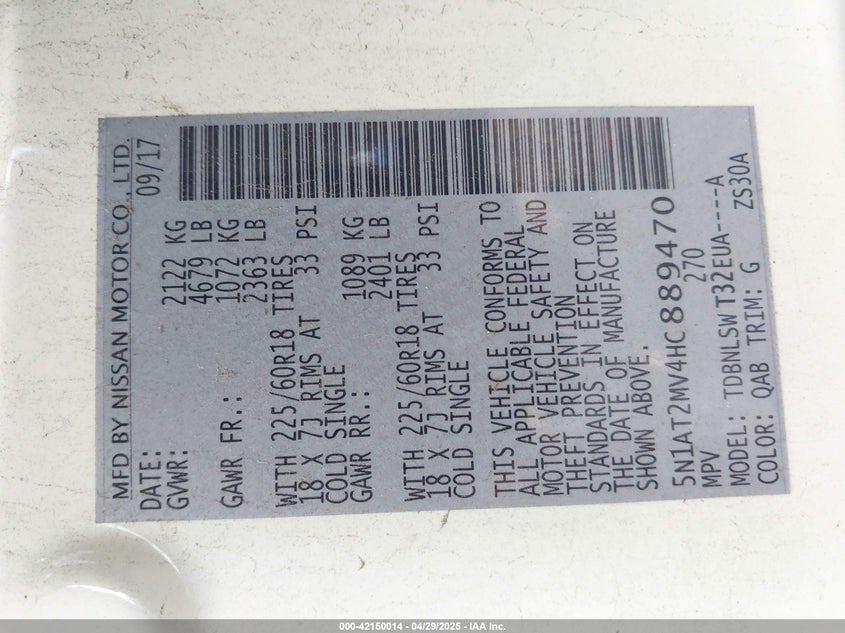 MFD BY NISSAN MOTOR CO., LTD.
DATE: 09/17
GVWR: 2122 KG
4679 LB
GAWR FR.: 1072 KG
2363 LB
WITH 225/60R18 TIRES
18 X 7J RIMS AT 33 PSI
COLD SINGLE
GAWR RR.: 1089 KG
2401 LB
WITH 225/60R18 TIRES
18 X 7J RIMS AT 33 PSI
COLD SINGLE
THIS VEHICLE CONFORMS TO
ALL APPLICABLE FEDERAL
MOTOR VEHICLE SAFETY AND
THEFT PREVENTION
STANDARDS IN EFFECT ON
THE DATE OF MANUFACTURE
SHOWN ABOVE.
5N1AT2MV4HC889470
MPV 270
MODEL: TDBNLSWT32EUA----A
COLOR: QAB TRIM: G ZS30A
000-42150014 - 04/29/2025 - IAA Inc.